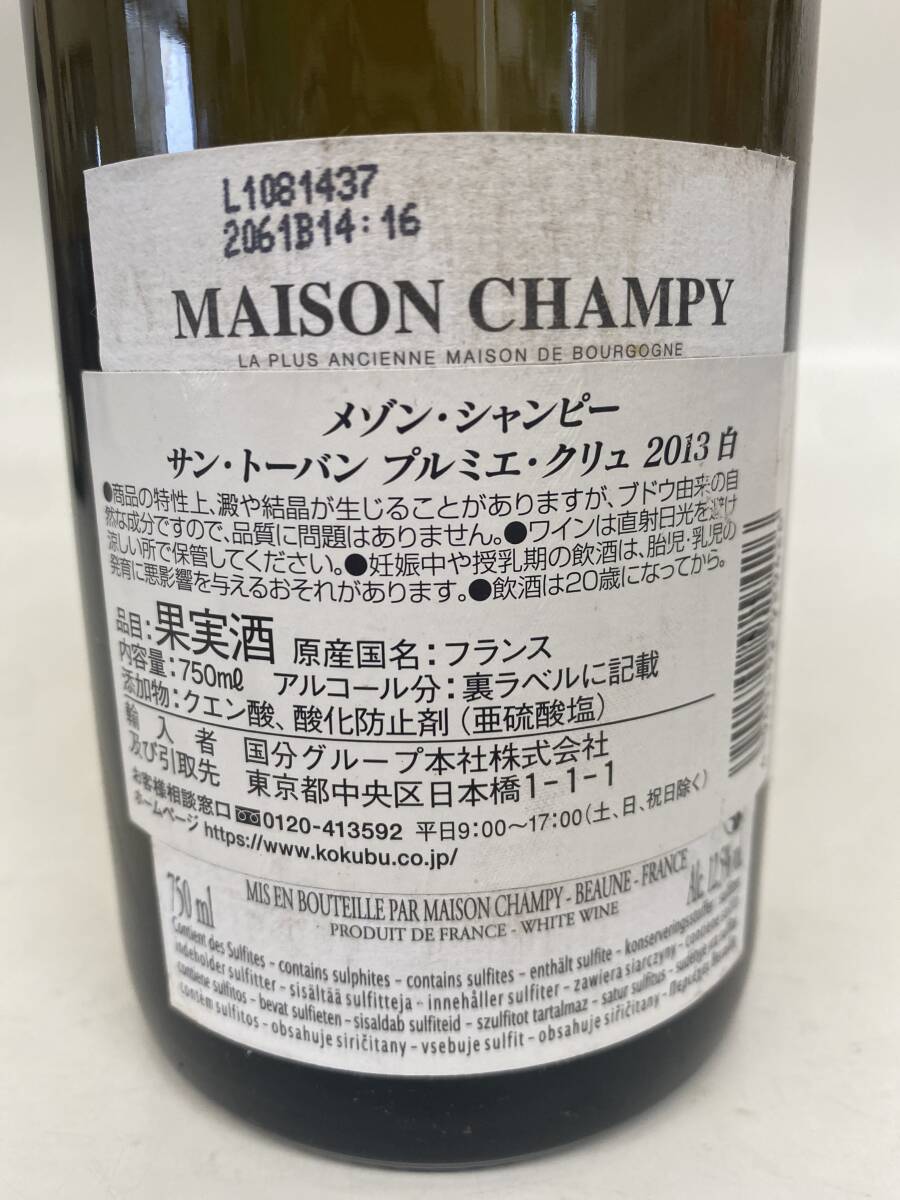 L1081437
2061B14:16
MAISON CHAMPY
LA PLUS ANCIENNE MAISON DE BOURGOGNE
メゾン・シャンピー
サン・トーバン プルミエ・クリュ 2013 白
●商品の特性上、澱や結晶が生じることがありますが、ブドウ由来の自
然な成分ですので、品質に問題はありません。●ワインは直射日光を避け
涼しい所で保管してください。●妊娠中や授乳期の飲酒は、胎児・乳児の
発育に悪影響を与えるおそれがあります。●飲酒は20歳になってから。
品目:果実酒 原産国名:フランス
内容量:750mℓ アルコール分:裏ラベルに記載
添加物:クエン酸、酸化防止剤(亜硫酸塩)
輸入者 国分グループ本社株式会社
及び引取先 東京都中央区日本橋1-1-1
お客様相談窓口 0120-413592 平日9:00～17:00(土、日、祝日除く)
ホームページ https://www.kokubu.co.jp/
750 ml
MIS EN BOUTEILLE PAR MAISON CHAMPY - BEAUNE - FRANCE
Alc. 12.5%
PRODUIT DE FRANCE - WHITE WINE
Contient des Sulfites - contains sulphites - contains sulfites - enthält sulfite - konserveringsstoffer
indeholder sulfitter - sisältää sulfitteja - innehåller sulfiter - zawiera siarczyny -
contiene sulfitos - bevat sulfieten - sisaldab sulfiteid - szulfitot tartalmaz - satur sulfitus -
contém sulfitos - obsahuje siričitany - vsebuje sulfit - obsahuje siřičitany -